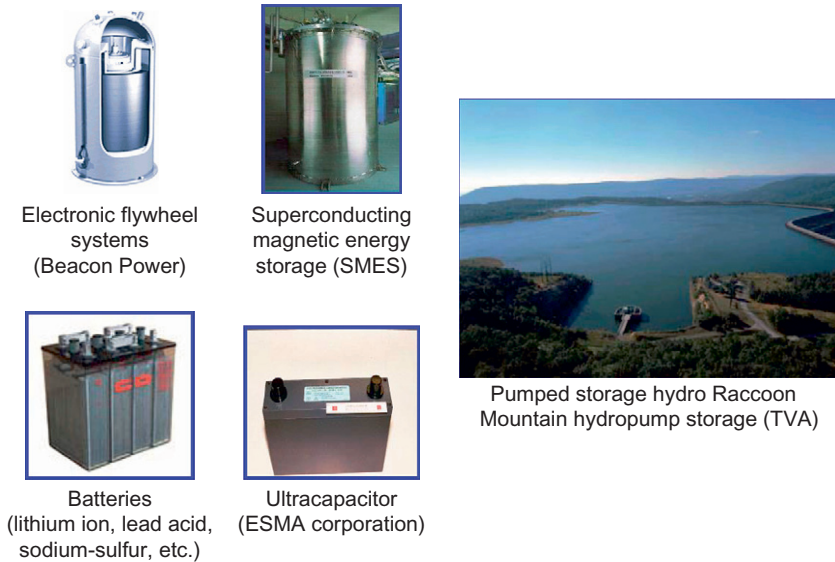 Electronic flywheel
systems
(Beacon Power)
Superconducting
magnetic energy
storage (SMES)
Pumped storage hydro Raccoon
Mountain hydropump storage (TVA)
Batteries
(lithium ion, lead acid,
sodium-sulfur, etc.)
Ultracapacitor
(ESMA corporation)